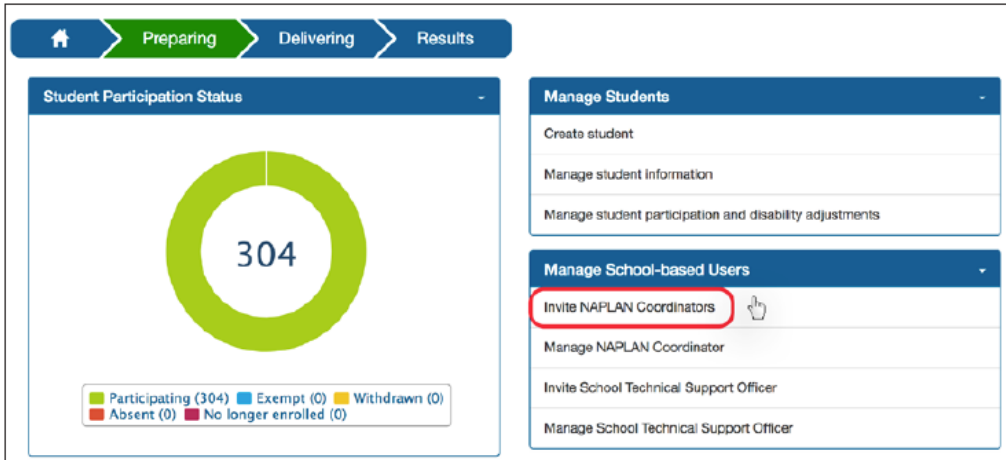 Preparing
Delivering
Results
Student Participation Status
304
Participating (304) Exempt (0) Withdrawn (0)
Absent (0) No longer enrolled (0)
Manage Students
Create student
Manage student information
Manage student participation and disability adjustments
Manage School-based Users
Invite NAPLAN Coordinators
Manage NAPLAN Coordinator
Invite School Technical Support Officer
Manage School Technical Support Officer